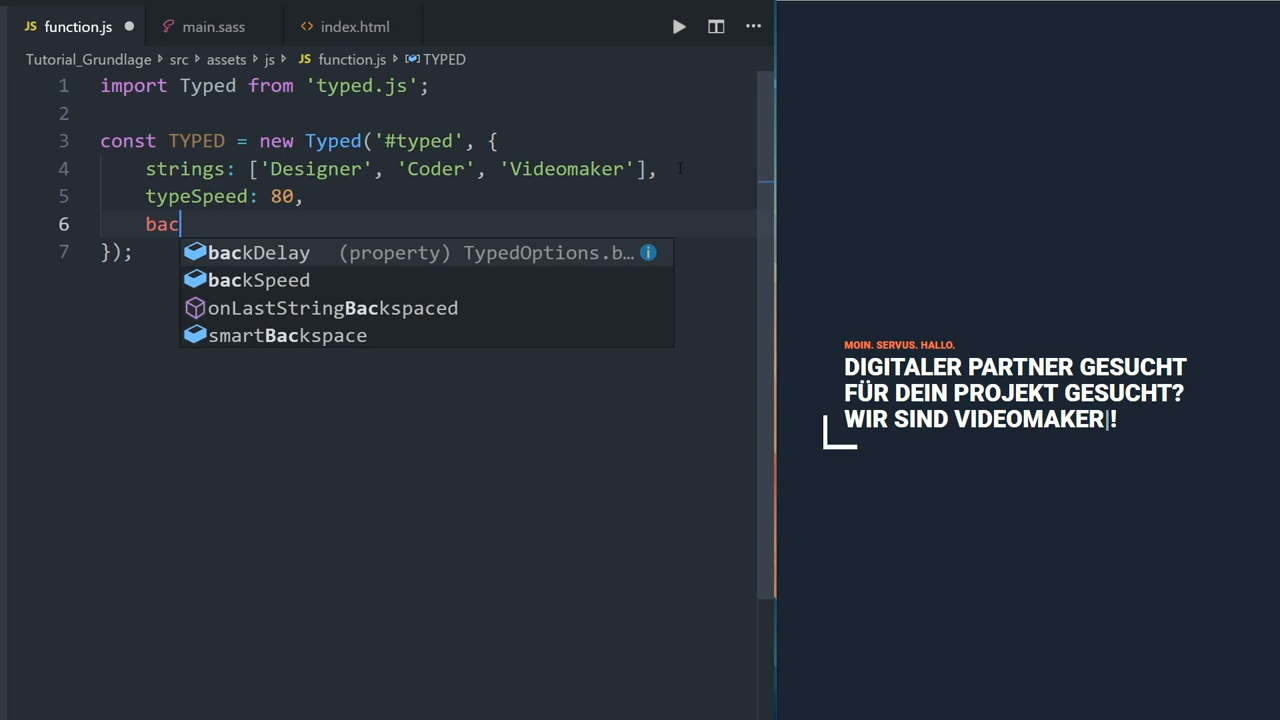 JS function.js
main.sass
<> index.html
Tutorial_Grundlage > src > assets > js > JS function.js > TYPED
1 import Typed from 'typed.js';
2
3 const TYPED = new Typed('#typed', {
4 strings: ['Designer', 'Coder', 'Videomaker'],
5 typeSpeed: 80,
6 bac
7 });
backDelay (property) TypedOptions.b…
backSpeed
onLastStringBackspaced
smartBackspace
MOIN. SERVUS. HALLO.
DIGITALER PARTNER GESUCHT
FÜR DEIN PROJEKT GESUCHT?
WIR SIND VIDEOMAKER|!